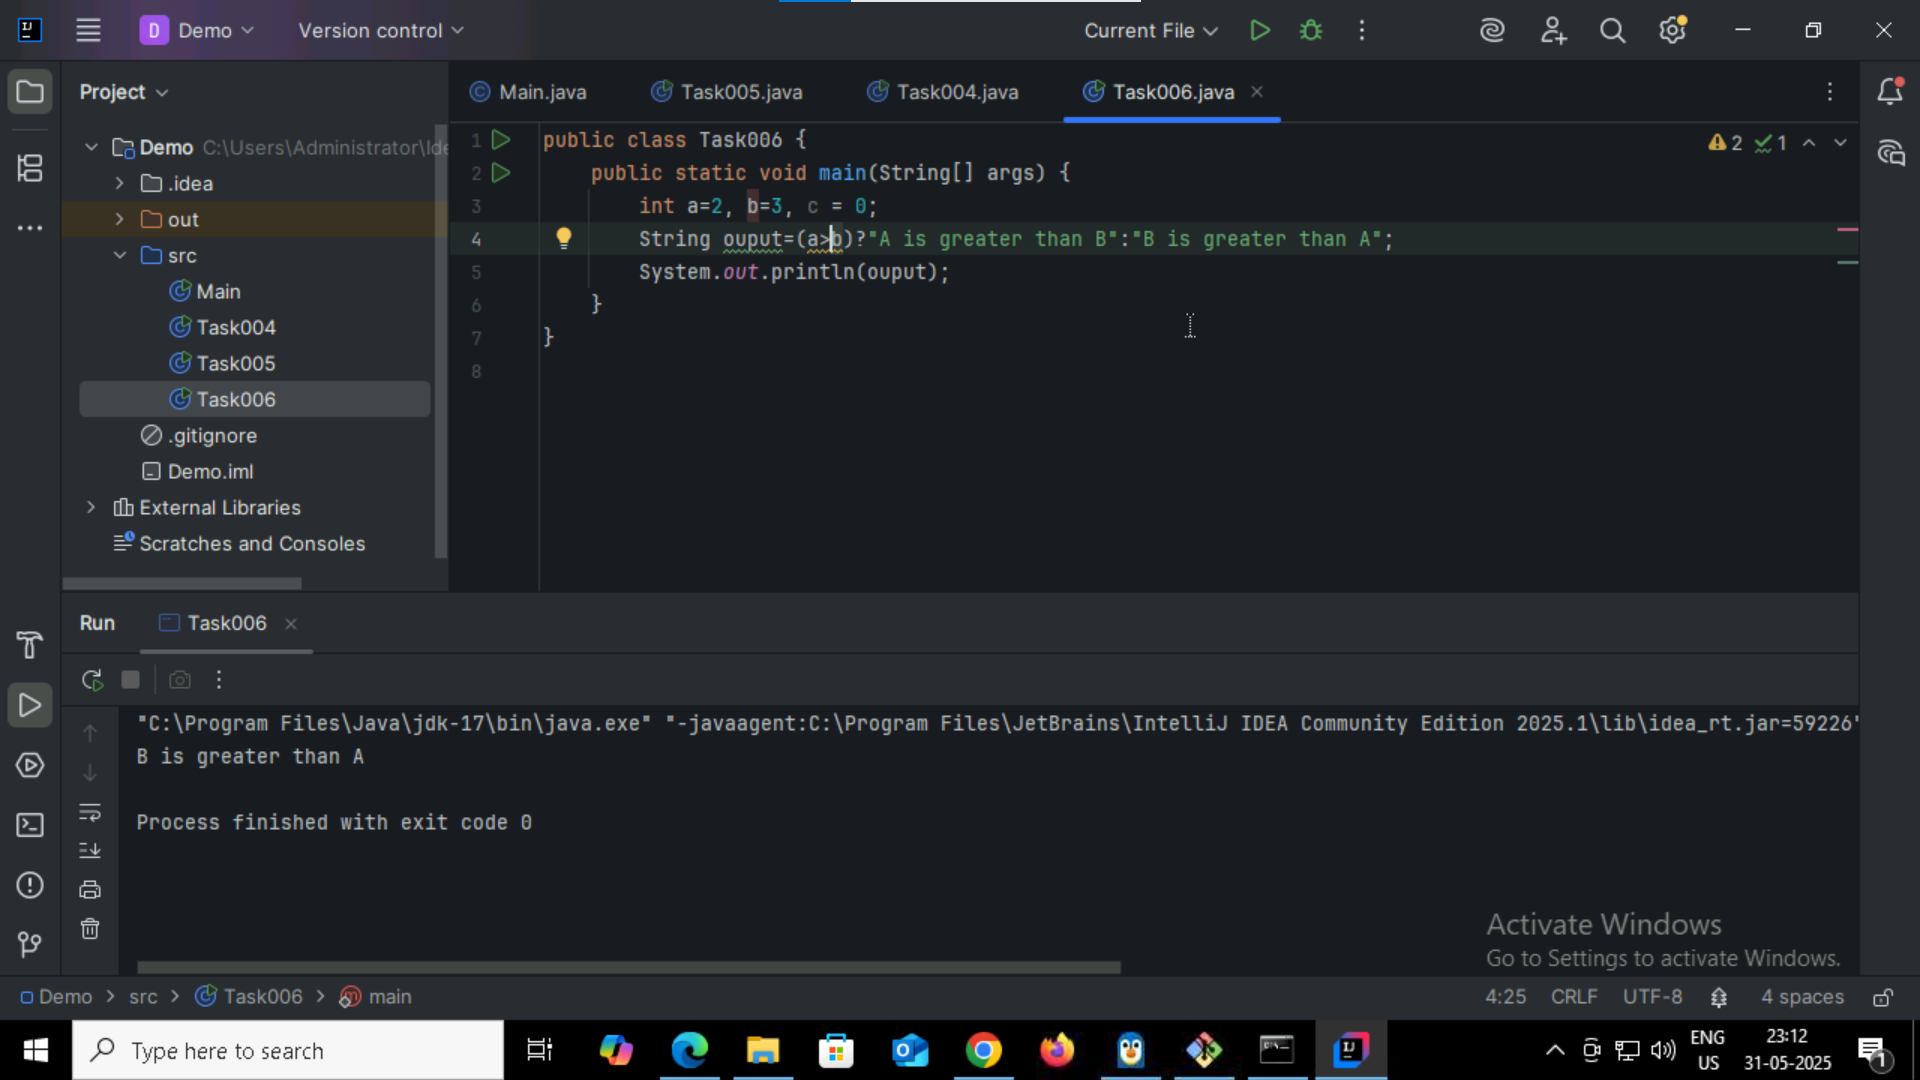 D Demo Version control Current File
Project
Main.java Task005.java Task004.java Task006.java
Demo C:\Users\Administrator\Ide
.idea
out
src
Main
Task004
Task005
Task006
.gitignore
Demo.iml
External Libraries
Scratches and Consoles
1 public class Task006 {
2 public static void main(String[] args) {
3 int a=2, b=3, c = 0;
4 String ouput=(a>b)?"A is greater than B":"B is greater than A";
5 System.out.println(ouput);
6 }
7 }
8
2 1
Run Task006
"C:\Program Files\Java\jdk-17\bin\java.exe" "-javaagent:C:\Program Files\JetBrains\IntelliJ IDEA Community Edition 2025.1\lib\idea_rt.jar=59226"
B is greater than A
Process finished with exit code 0
Activate Windows
Go to Settings to activate Windows.
Demo > src > Task006 > main 4:25 CRLF UTF-8 4 spaces
Type here to search
ENG
US
23:12
31-05-2025
1